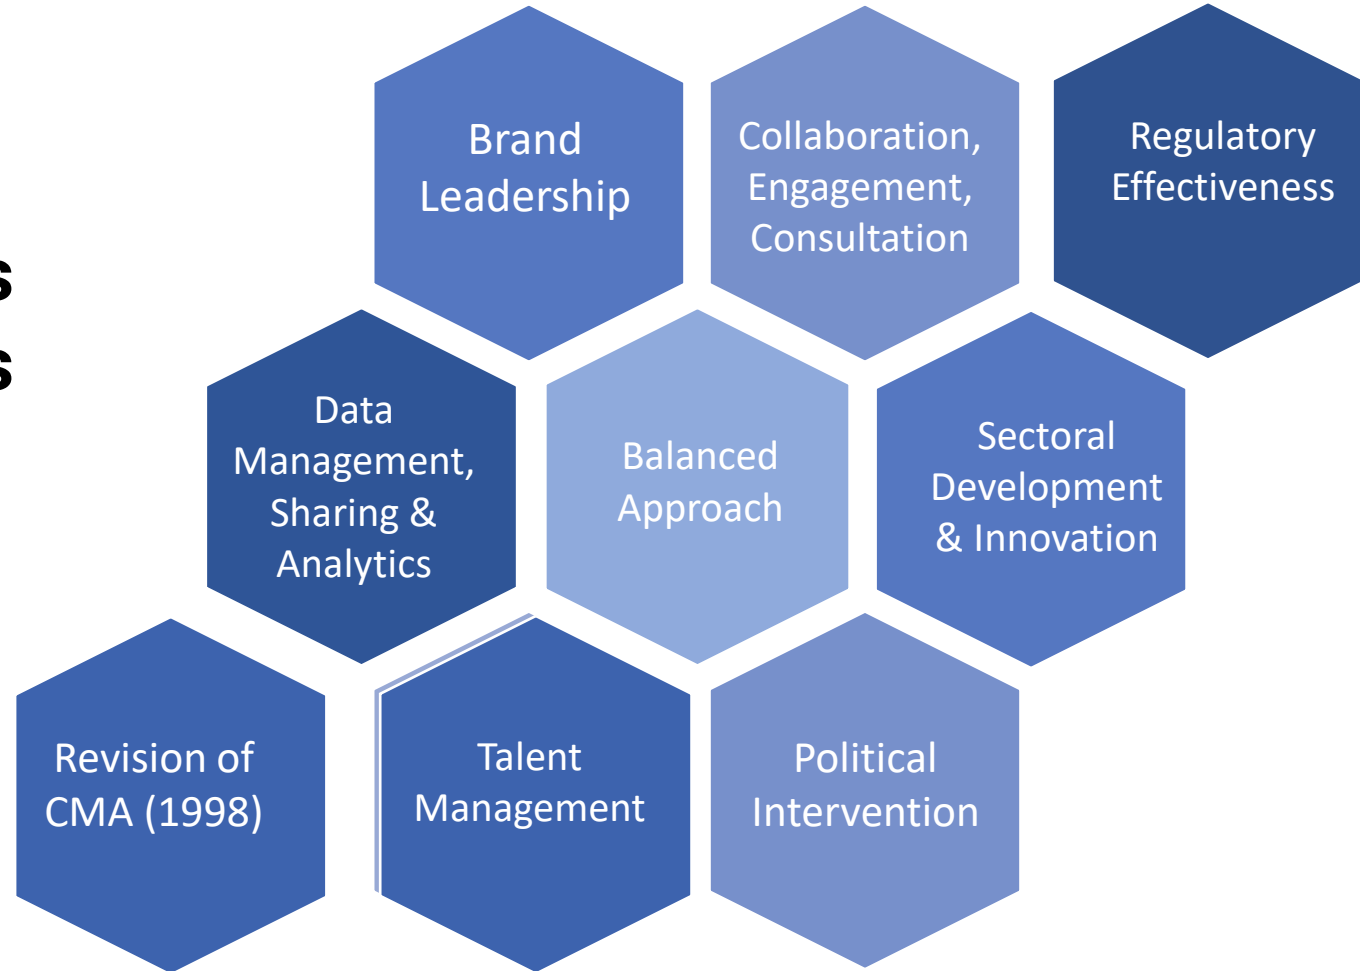 Brand
Leadership
Collaboration,
Engagement,
Consultation
Regulatory
Effectiveness
Data
Management,
Sharing &
Analytics
Balanced
Approach
Sectoral
Development
& Innovation
Revision of
CMA (1998)
Talent
Management
Political
Intervention